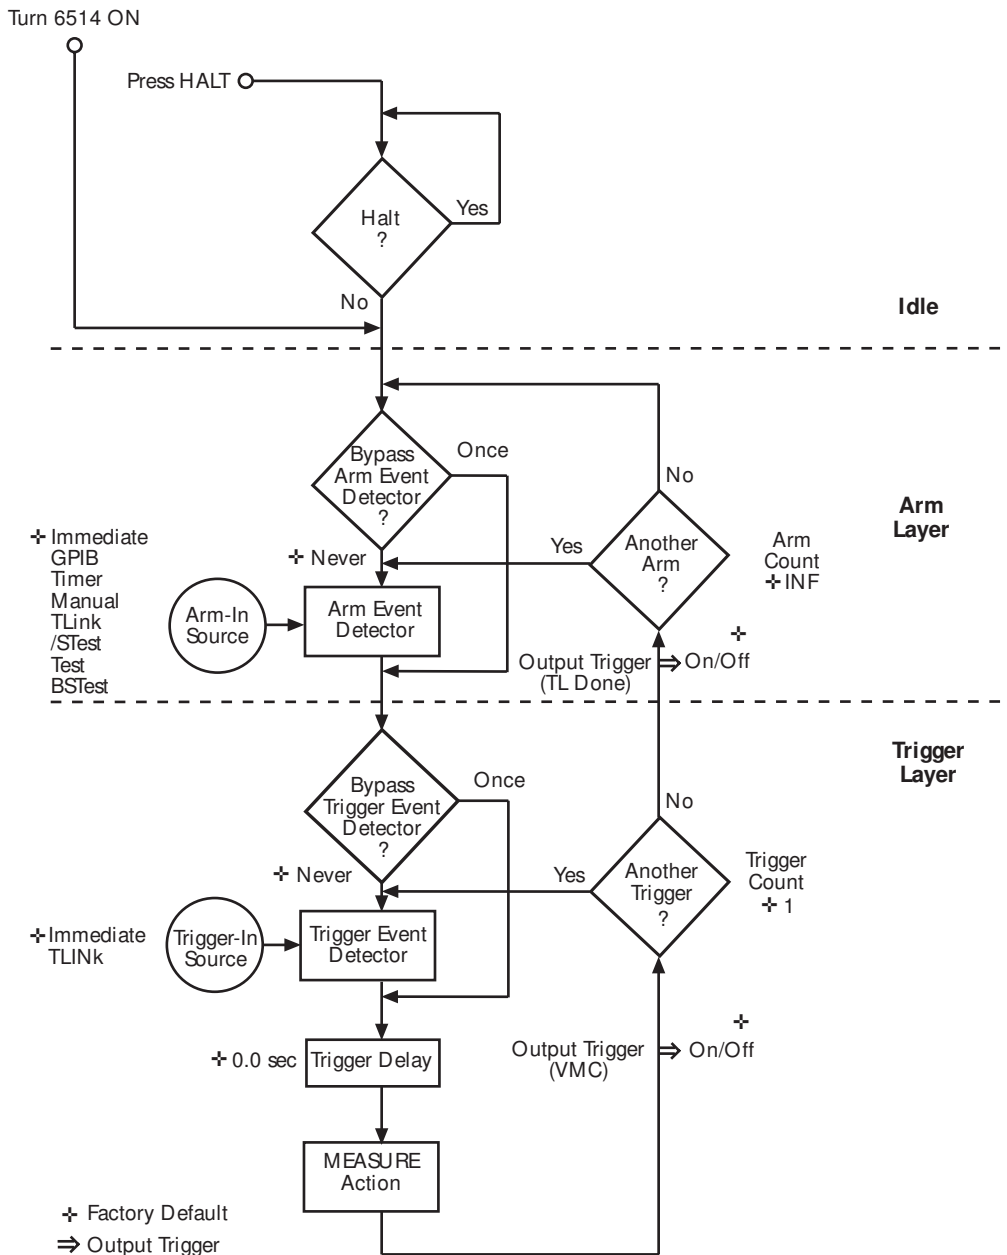 Turn 6514 ON
Press HALT
Halt
?
Yes
No
Idle
Bypass
Arm Event
Detector
?
Once
No
Arm
Layer
✢ Immediate
GPIB
Timer
Manual
TLink
/STest
Test
BSTest
✢ Never
Yes
Another
Arm
?
Arm
Count
✢ INF
Arm-In
Source
Arm Event
Detector
Output Trigger
(TL Done)
✢
⇒ On/Off
Trigger
Layer
Bypass
Trigger Event
Detector
?
Once
No
✢ Never
Yes
Another
Trigger
?
Trigger
Count
✢ 1
✢ Immediate
TLINk
Trigger-In
Source
Trigger Event
Detector
✢ 0.0 sec
Trigger Delay
Output Trigger
(VMC)
✢
⇒ On/Off
MEASURE
Action
✢ Factory Default
⇒ Output Trigger